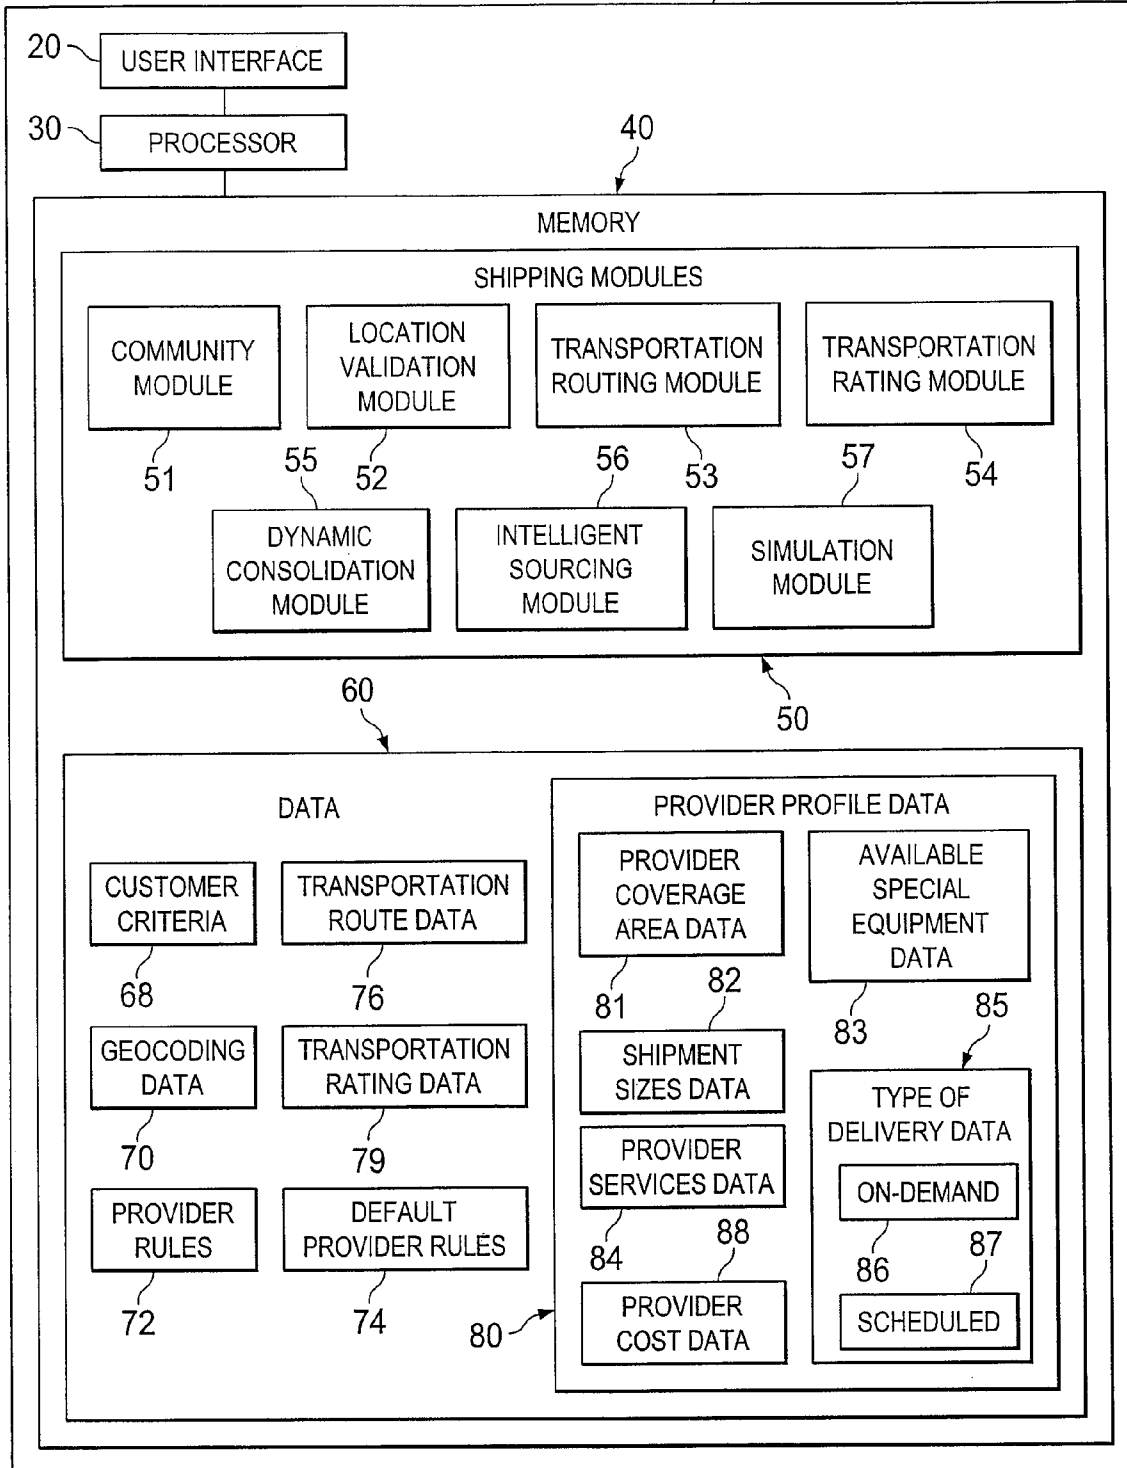 20
USER INTERFACE
30
PROCESSOR
40
MEMORY
SHIPPING MODULES
COMMUNITY
MODULE
51
LOCATION
VALIDATION
MODULE
52
TRANSPORTATION
ROUTING MODULE
53
TRANSPORTATION
RATING MODULE
54
55
DYNAMIC
CONSOLIDATION
MODULE
56
INTELLIGENT
SOURCING
MODULE
57
SIMULATION
MODULE
50
60
DATA
CUSTOMER
CRITERIA
68
TRANSPORTATION
ROUTE DATA
76
GEOCODING
DATA
70
TRANSPORTATION
RATING DATA
79
PROVIDER
RULES
72
DEFAULT
PROVIDER RULES
74
80
PROVIDER PROFILE DATA
PROVIDER
COVERAGE
AREA DATA
81
82
SHIPMENT
SIZES DATA
PROVIDER
SERVICES DATA
84
88
PROVIDER
COST DATA
AVAILABLE
SPECIAL
EQUIPMENT
DATA
83
85
TYPE OF
DELIVERY DATA
ON-DEMAND
86
87
SCHEDULED